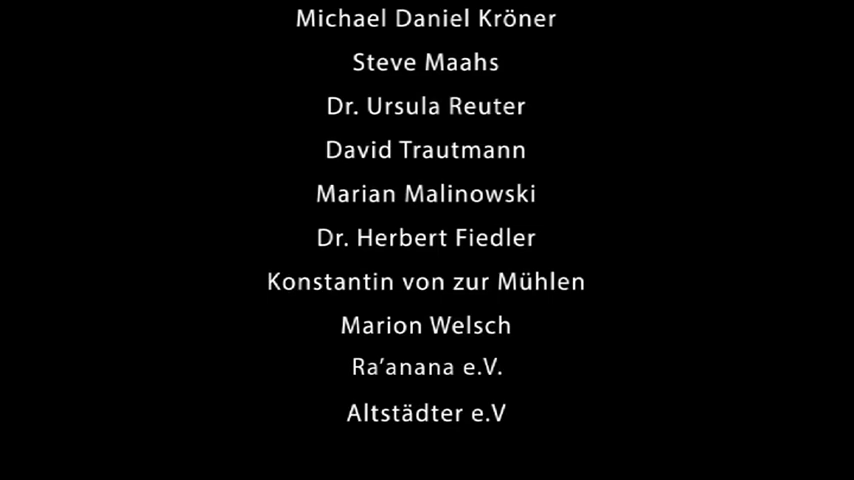 Michael Daniel Kröner
Steve Maahs
Dr. Ursula Reuter
David Trautmann
Marian Malinowski
Dr. Herbert Fiedler
Konstantin von zur Mühlen
Marion Welsch
Ra’anana e.V.
Altstädter e.V